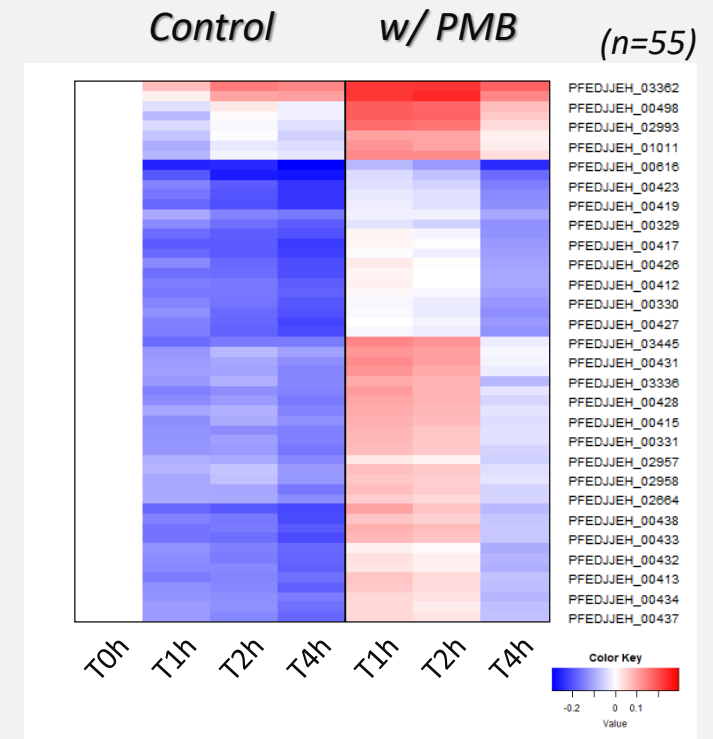 Control
w/ PMB
(n=55)
PFEDJJEH_03362
PFEDJJEH_00498
PFEDJJEH_02993
PFEDJJEH_01011
PFEDJJEH_00616
PFEDJJEH_00423
PFEDJJEH_00419
PFEDJJEH_00329
PFEDJJEH_00417
PFEDJJEH_00426
PFEDJJEH_00412
PFEDJJEH_00330
PFEDJJEH_00427
PFEDJJEH_03445
PFEDJJEH_00431
PFEDJJEH_03336
PFEDJJEH_00428
PFEDJJEH_00415
PFEDJJEH_00331
PFEDJJEH_02957
PFEDJJEH_02958
PFEDJJEH_02664
PFEDJJEH_00438
PFEDJJEH_00433
PFEDJJEH_00432
PFEDJJEH_00413
PFEDJJEH_00434
PFEDJJEH_00437
T0h T1h T2h T4h T1h T2h T4h
Color Key
-0.2 0 0.1
Value